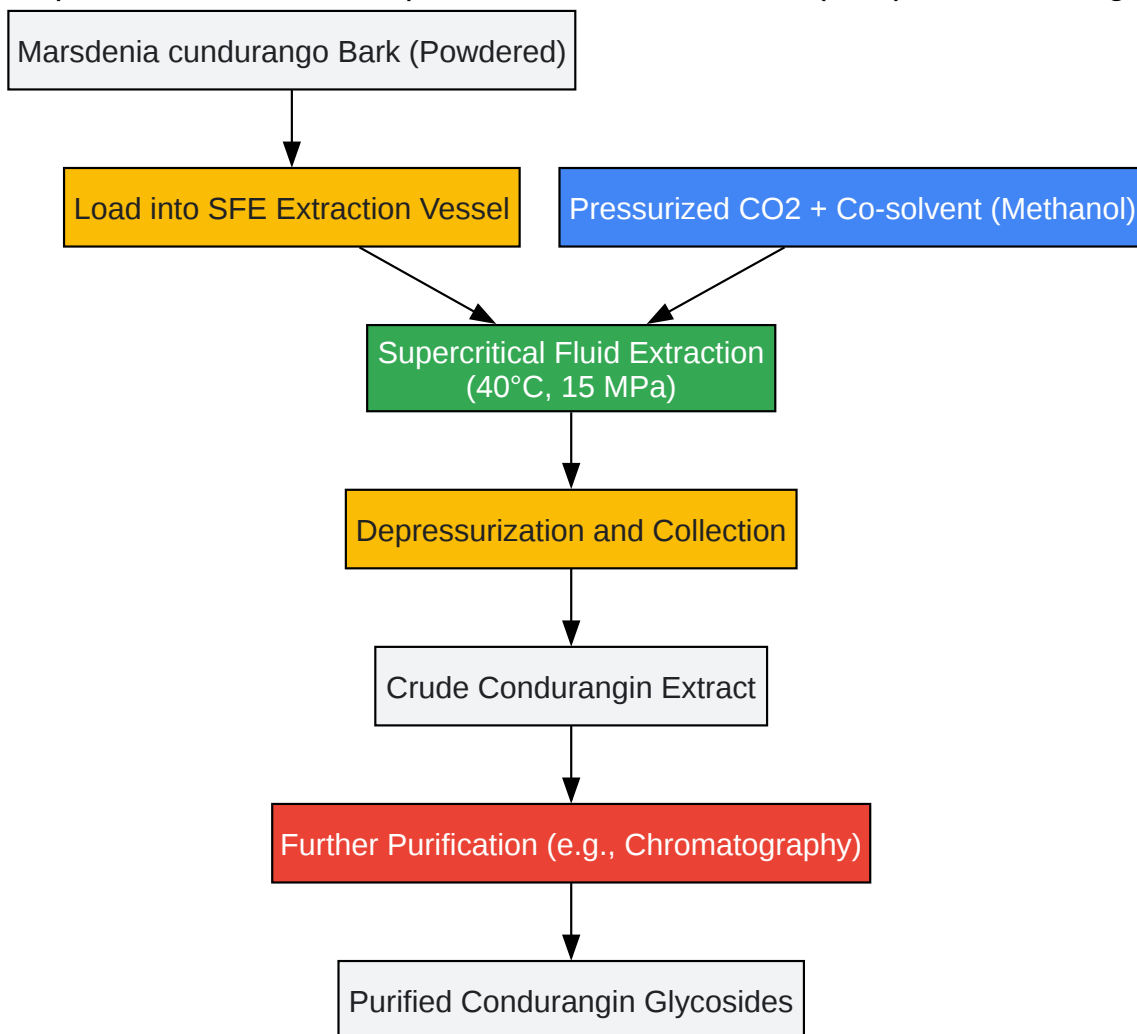 Marsdenia cundurango Bark (Powdered)
Load into SFE Extraction Vessel
Pressurized CO2 + Co-solvent (Methanol)
Supercritical Fluid Extraction
(40°C, 15 MPa)
Depressurization and Collection
Crude Condurangin Extract
Further Purification (e.g., Chromatography)
Purified Condurangin Glycosides